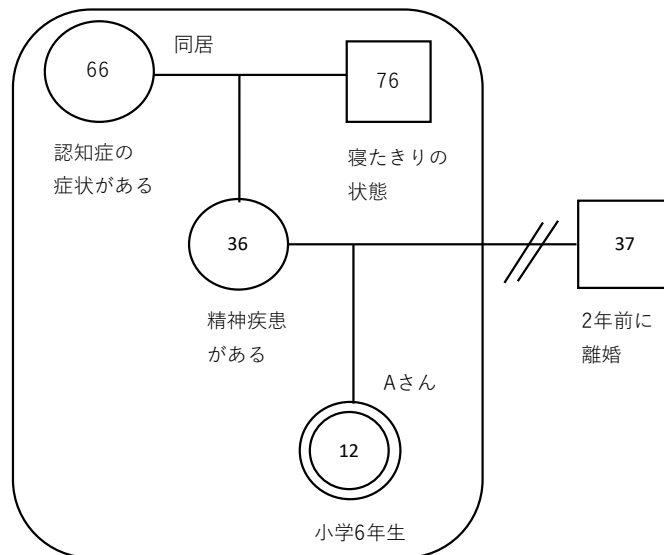 同居
66
76
認知症の
症状がある
寝たきりの
状態
36
37
精神疾患
がある
2年前に
離婚
Aさん
12
小学6年生